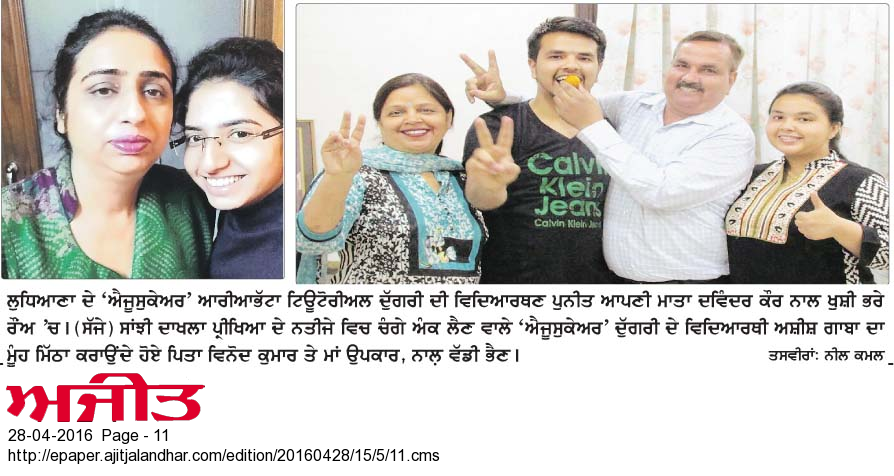 Calvin
Klein
Jeans
Calvin Klein Jeans
ਲੁਧਿਆਣਾ ਦੇ ‘ਐਜੂਸੁਕੇਅਰ’ ਆਰੀਆਭੱਟਾ ਟਿਊਟੋਰੀਅਲ ਦੁੱਗਰੀ ਦੀ ਵਿਦਿਆਰਥਣ ਪੁਨੀਤ ਆਪਣੀ ਮਾਤਾ ਦਵਿੰਦਰ ਕੌਰ ਨਾਲ ਖੁਸ਼ੀ ਭਰੇ
ਰੌਂਅ ’ਚ। (ਸੱਜੇ) ਸਾਂਝੀ ਦਾਖਲਾ ਪ੍ਰੀਖਿਆ ਦੇ ਨਤੀਜੇ ਵਿਚ ਚੰਗੇ ਅੰਕ ਲੈਣ ਵਾਲੇ ‘ਐਜੂਸੁਕੇਅਰ’ ਦੁੱਗਰੀ ਦੇ ਵਿਦਿਆਰਥੀ ਅਸ਼ੀਸ਼ ਗਾਬਾ ਦਾ
ਮੂੰਹ ਮਿੱਠਾ ਕਰਾਉਂਦੇ ਹੋਏ ਪਿਤਾ ਵਿਨੋਦ ਕੁਮਾਰ ਤੇ ਮਾਂ ਉਪਕਾਰ, ਨਾਲ਼ ਵੱਡੀ ਭੈਣ। ਤਸਵੀਰਾਂ: ਨੀਲ ਕਮਲ
ਅਜੀਤ
28-04-2016 Page - 11
http://epaper.ajitjalandhar.com/edition/20160428/15/5/11.cms